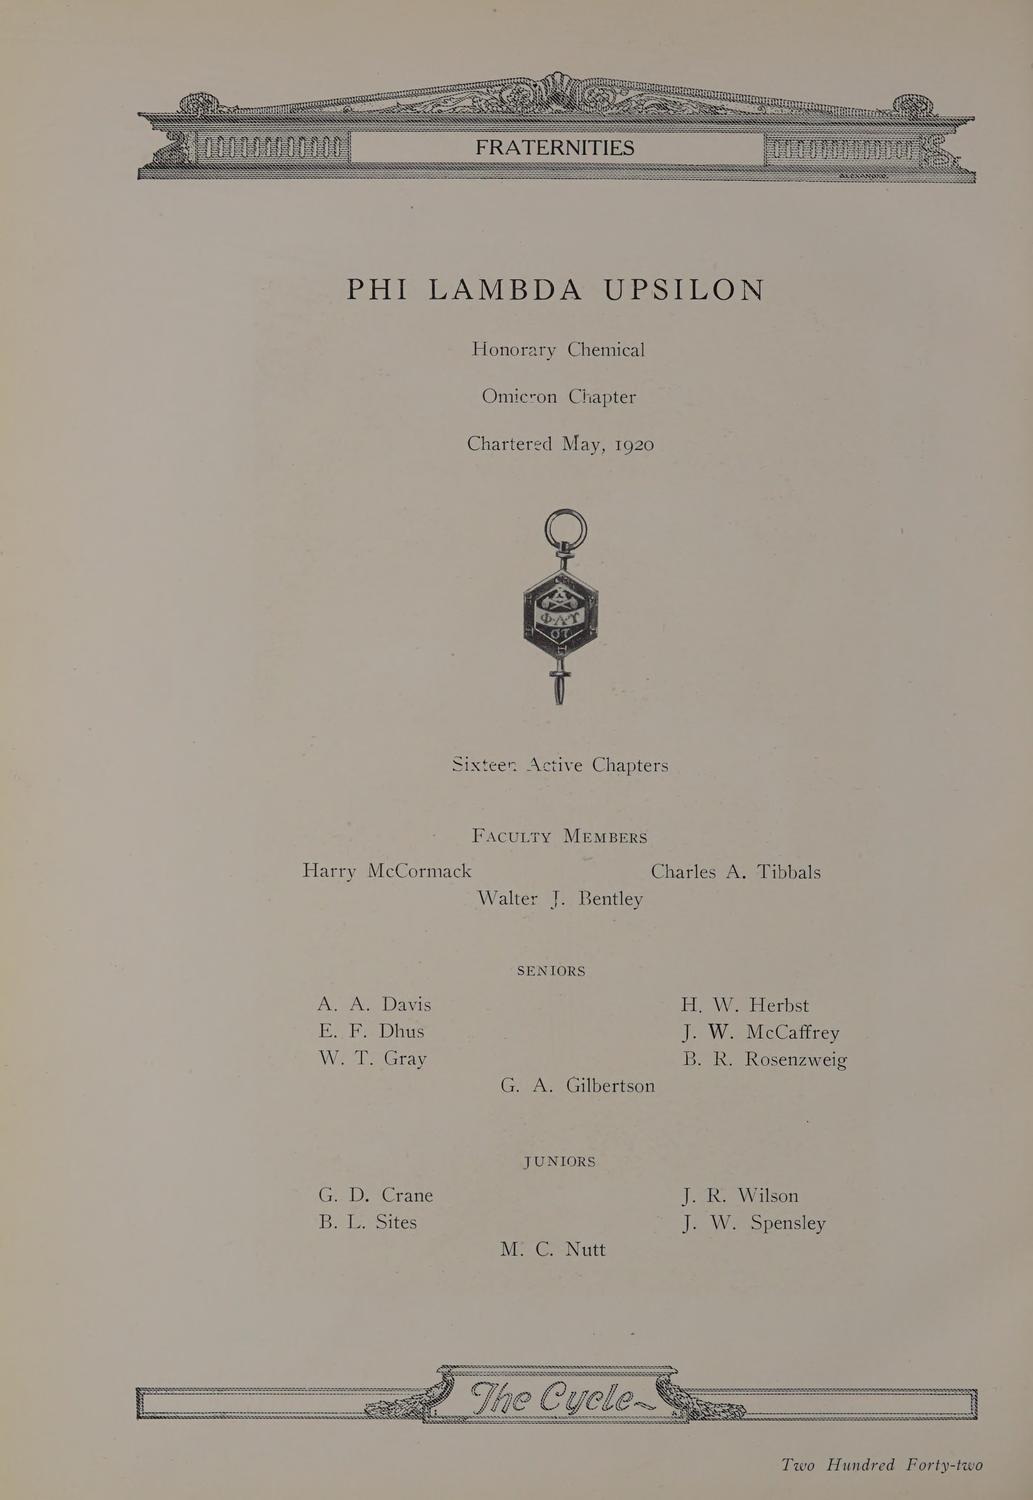 FRATERNITIES
ALEXANDRO.
PHI LAMBDA UPSILON
Honorary Chemical
Omicron Chapter
Chartered May, 1920
ΦΛΥ
Sixteen Active Chapters
FACULTY MEMBERS
Harry McCormack Charles A. Tibbals
Walter J. Bentley
SENIORS
A. A. Davis H. W. Herbst
E. F. Dhus J. W. McCaffrey
W. T. Gray B. R. Rosenzweig
G. A. Gilbertson
JUNIORS
G. D. Crane J. R. Wilson
B. L. Sites J. W. Spensley
M. C. Nutt
The Cycle
Two Hundred Forty-two